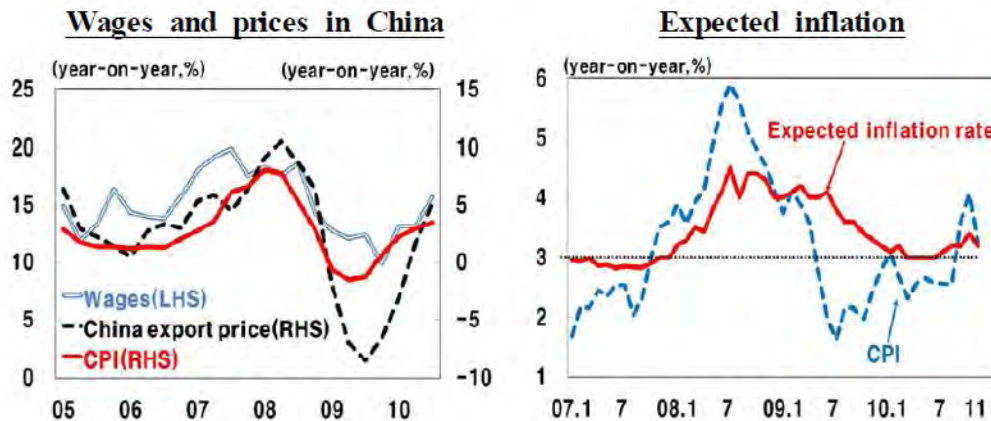 Wages and prices in China
(year-on-year,%) (year-on-year,%)
25 15
20 10
15 5
10 0
5 -5
0 -10
Wages(LHS)
China export price(RHS)
CPI(RHS)
05 06 07 08 09 10
Expected inflation
(year-on-year,%)
6
5
4
3
2
1
Expected inflation rate
CPI
07.1 7 08.1 7 09.1 7 10.1 7 11